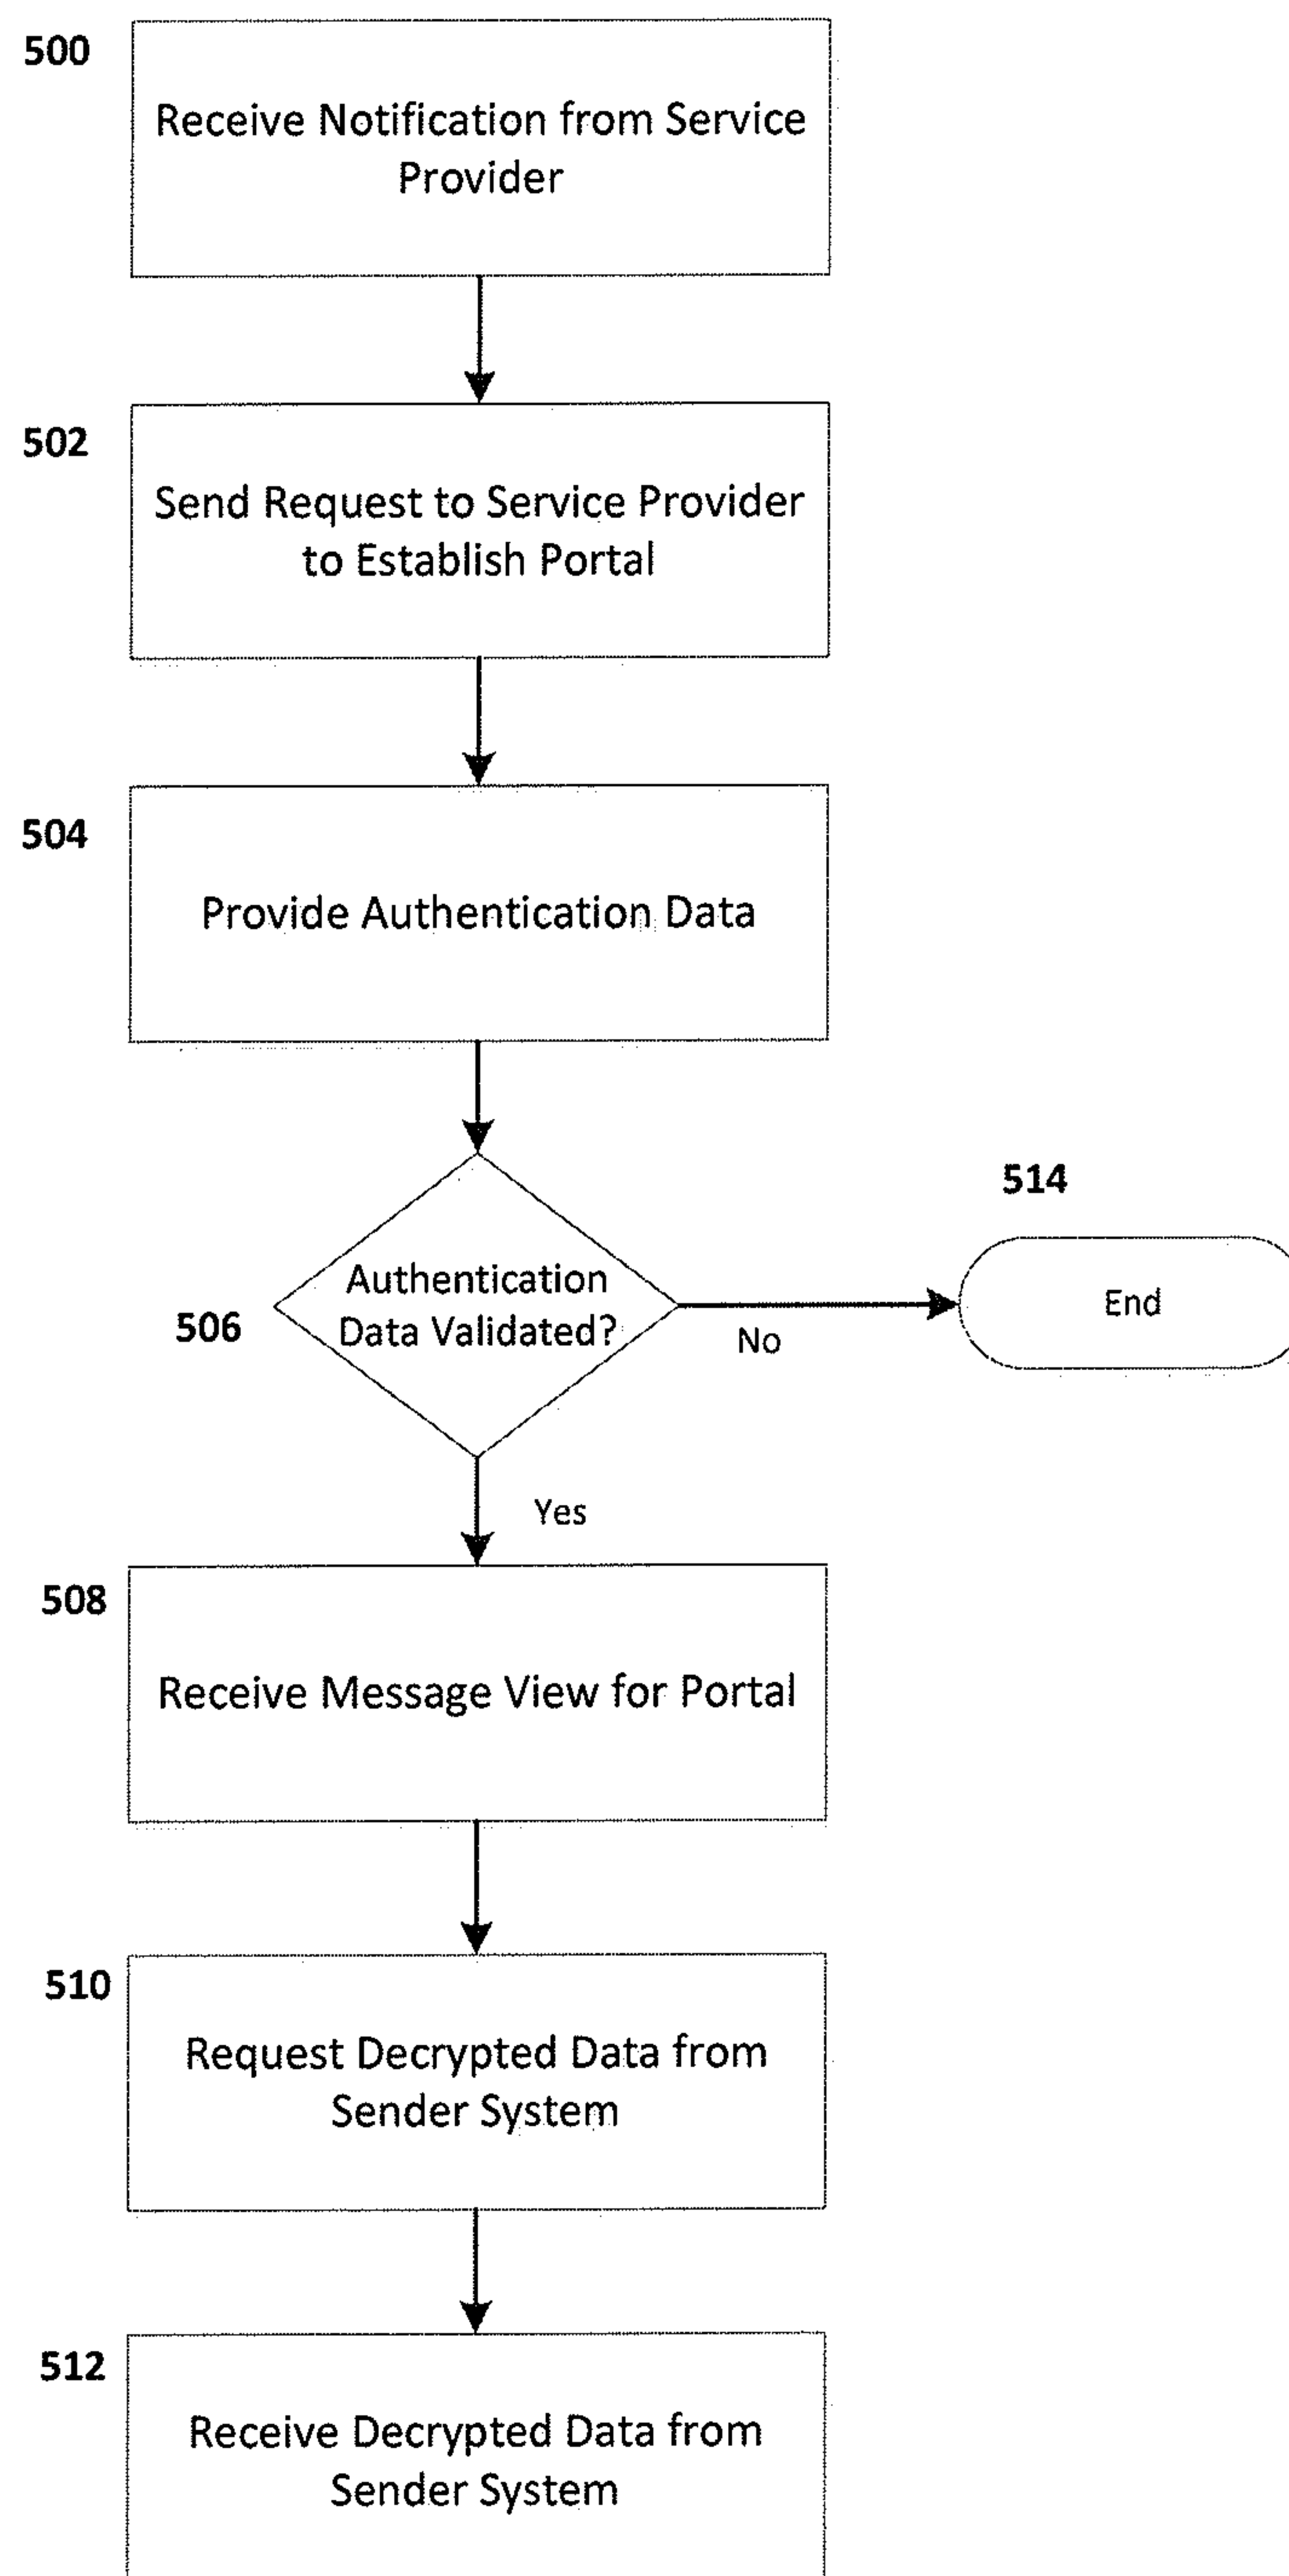 500
Receive Notification from Service
Provider
502
Send Request to Service Provider
to Establish Portal
504
Provide Authentication Data
514
Authentication
Data Validated?
506
End
No
Yes
508
Receive Message View for Portal
510
Request Decrypted Data from
Sender System
512
Receive Decrypted Data from
Sender System